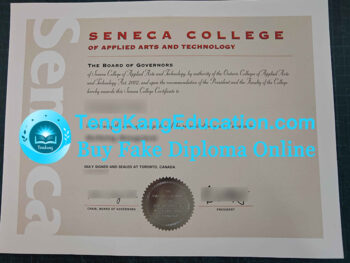 Seneca
SENECA COLLEGE
OF APPLIED ARTS AND TECHNOLOGY
THE BOARD OF GOVERNORS
of Seneca College of Applied Arts and Technology, by authority of the Ontario Colleges of Applied Arts
and Technology Act, 2002, and upon the recommendation of the President and the Faculty of the College
hereby awards this Seneca College Certificate to
TengKangEducation.com
Buy Fake Diploma Online
TengKang
DULY SIGNED AND SEALED AT TORONTO, CANADA
CHAIR, BOARD OF GOVERNORS
PRESIDENT